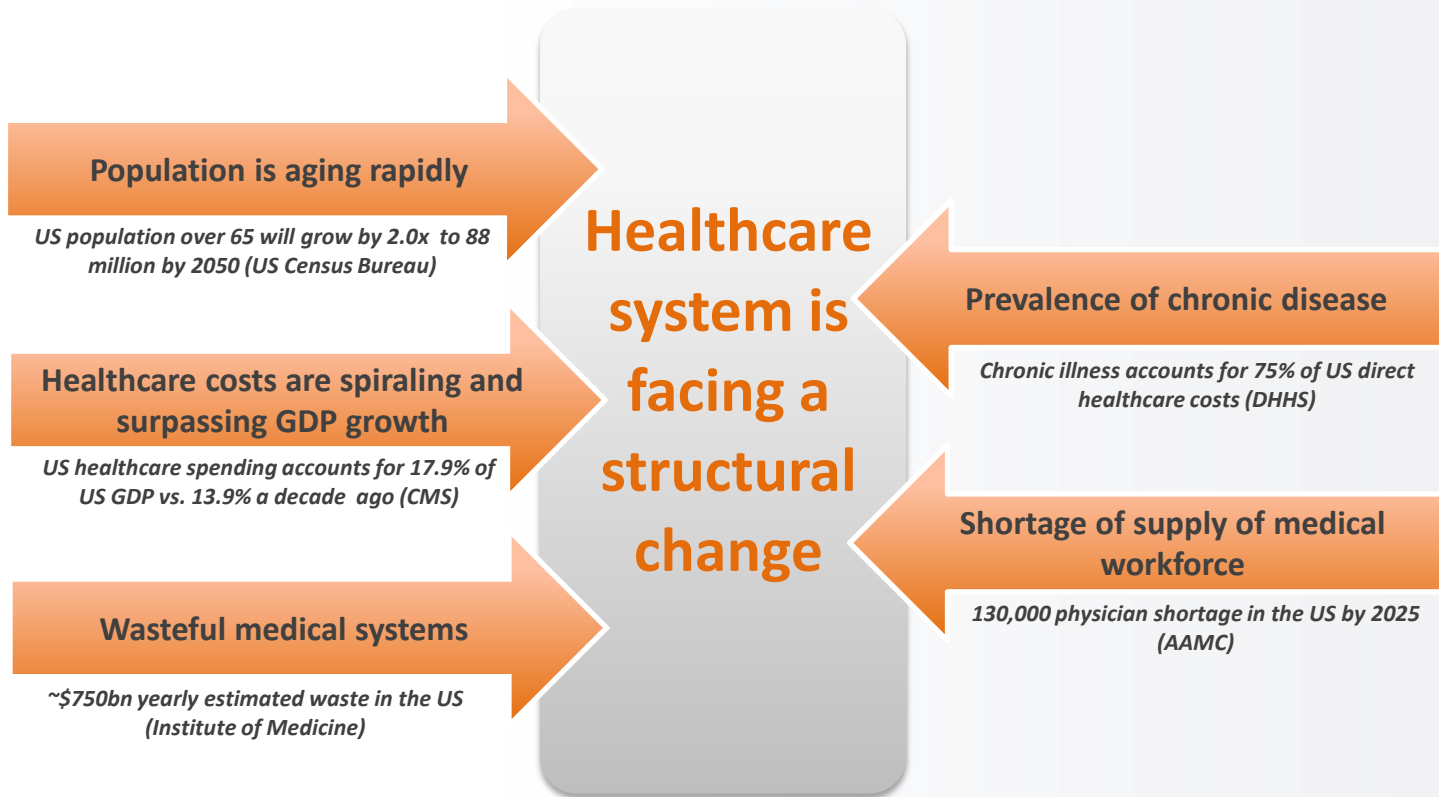 Population is aging rapidly
US population over 65 will grow by 2.0x to 88
million by 2050 (US Census Bureau)
Healthcare costs are spiraling and
surpassing GDP growth
US healthcare spending accounts for 17.9% of
US GDP vs. 13.9% a decade ago (CMS)
Wasteful medical systems
~$750bn yearly estimated waste in the US
(Institute of Medicine)
Healthcare
system is
facing a
structural
change
Prevalence of chronic disease
Chronic illness accounts for 75% of US direct
healthcare costs (DHHS)
Shortage of supply of medical
workforce
130,000 physician shortage in the US by 2025
(AAMC)